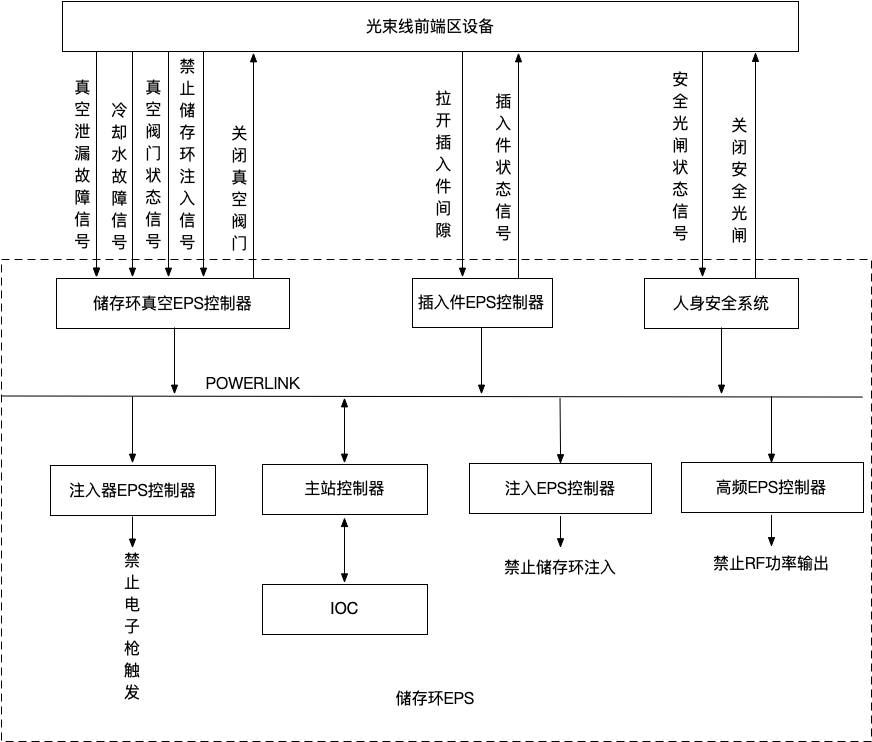 光束线前端区设备
真空泄漏故障信号
冷却水故障信号
真空阀门状态信号
禁止储存环注入信号
关闭真空阀门
拉开插入件间隙
插入件状态信号
安全光闸状态信号
关闭安全光闸
储存环真空EPS控制器
插入件EPS控制器
人身安全系统
POWERLINK
注入器EPS控制器
主站控制器
注入EPS控制器
高频EPS控制器
禁止电子枪触发
IOC
禁止储存环注入
禁止RF功率输出
储存环EPS